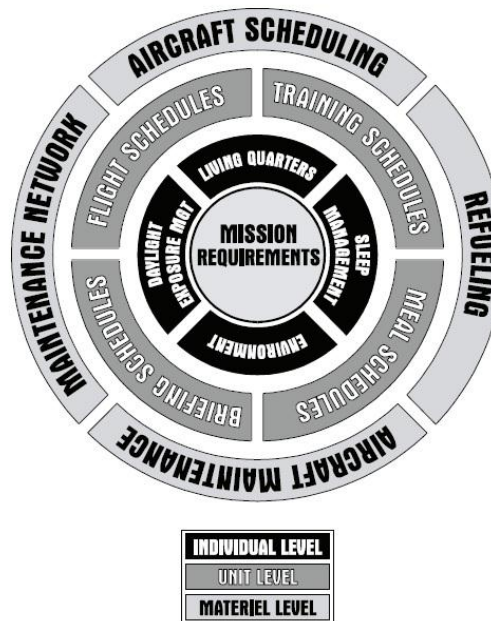 AIRCRAFT SCHEDULING
REFUELING
AIRCRAFT MAINTENANCE
MAINTENANCE NETWORK
FLIGHT SCHEDULES
TRAINING SCHEDULES
MEAL SCHEDULES
BRIEFING SCHEDULES
LIVING QUARTERS
SLEEP
MANAGEMENT
ENVIRONMENT
DAYLIGHT
EXPOSURE MGT
MISSION
REQUIREMENTS
INDIVIDUAL LEVEL
UNIT LEVEL
MATERIEL LEVEL